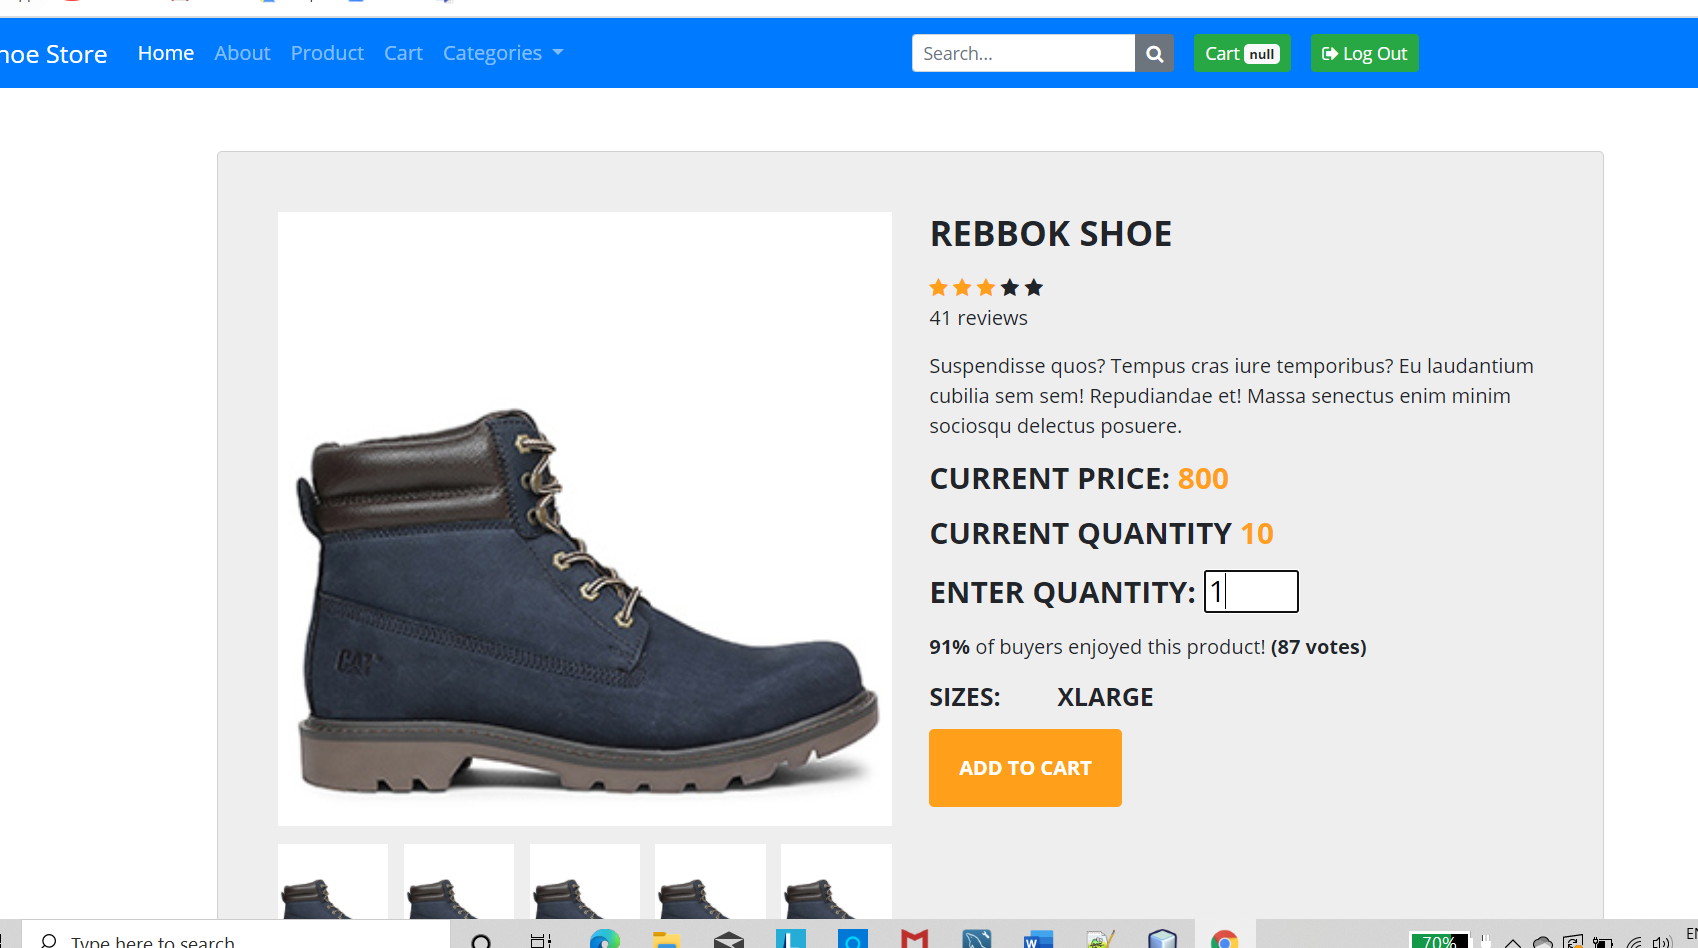 hoe Store Home About Product Cart Categories Search... Cart null Log Out
REBBOK SHOE
41 reviews
Suspendisse quos? Tempus cras iure temporibus? Eu laudantium
cubilia sem sem! Repudiandae et! Massa senectus enim minim
sociosqu delectus posuere.
CURRENT PRICE: 800
CURRENT QUANTITY 10
ENTER QUANTITY: 1
91% of buyers enjoyed this product! (87 votes)
SIZES: XLARGE
ADD TO CART
CAT
Type here to search
70%